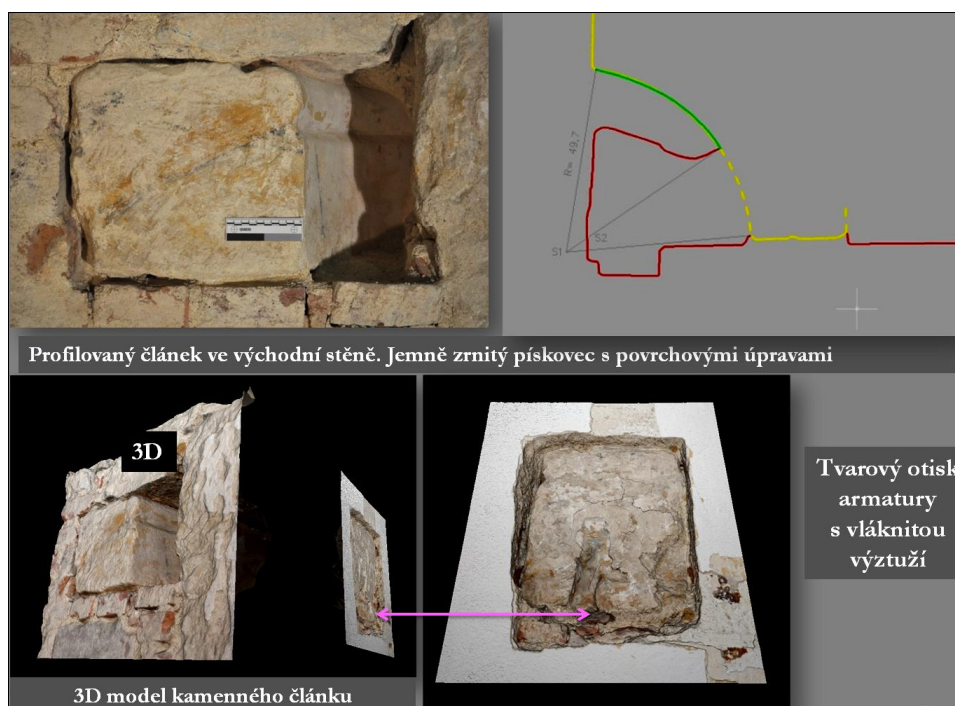 R= 49,7
S1
S2
Profilovaný článek ve východní stěně. Jemně zrnitý pískovec s povrchovými úpravami
3D
3D model kamenného článku
Tvarový otisk
armatury
s vláknitou
výztuží